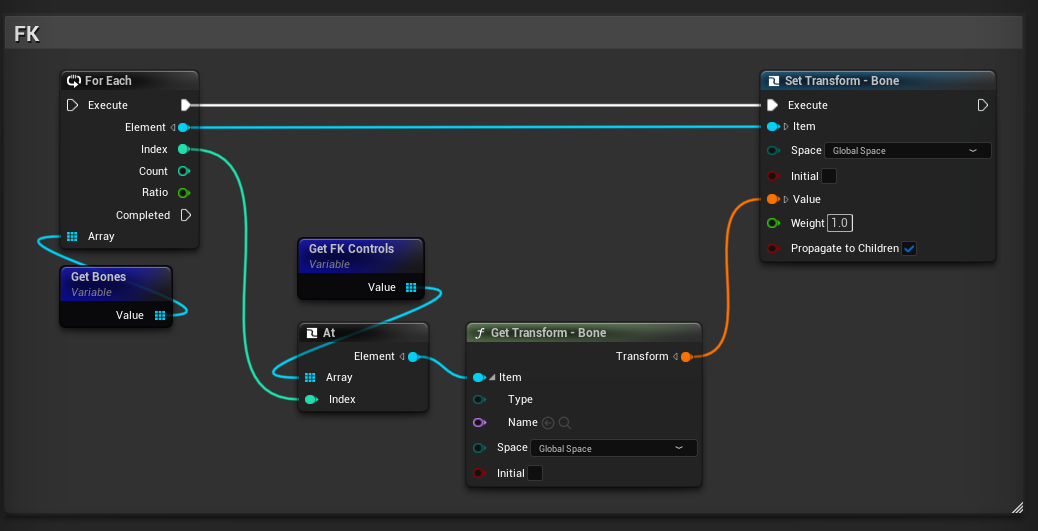 FK
For Each
Execute
Element
Index
Count
Ratio
Completed
Array
Get Bones
Variable
Value
Get FK Controls
Variable
Value
At
Element
Array
Index
Get Transform - Bone
Transform
Item
Type
Name
Space Global Space
Initial
Set Transform - Bone
Execute
Item
Space Global Space
Initial
Value
Weight 1.0
Propagate to Children